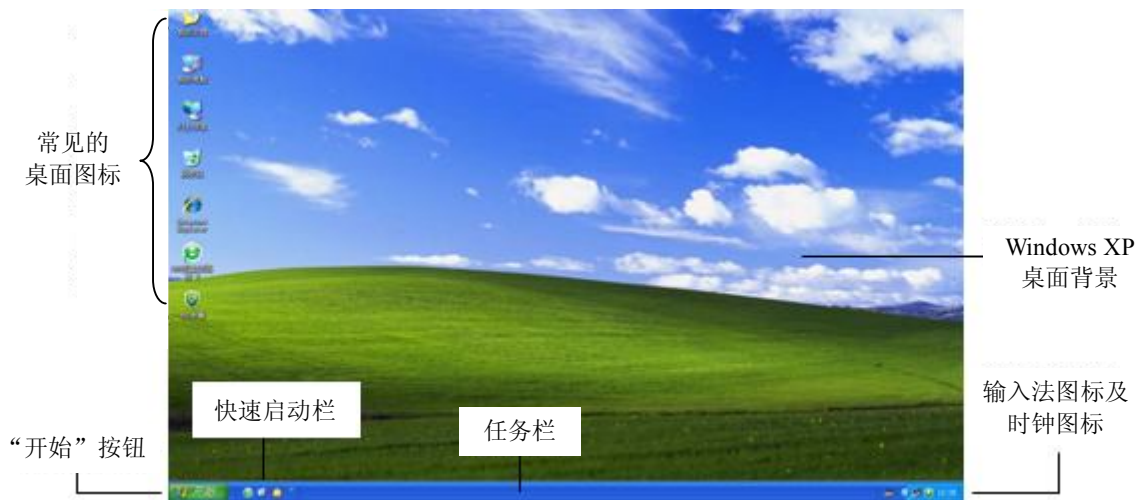 常见的
桌面图标
Windows XP
桌面背景
快速启动栏
任务栏
输入法图标及
时钟图标
“开始”按钮